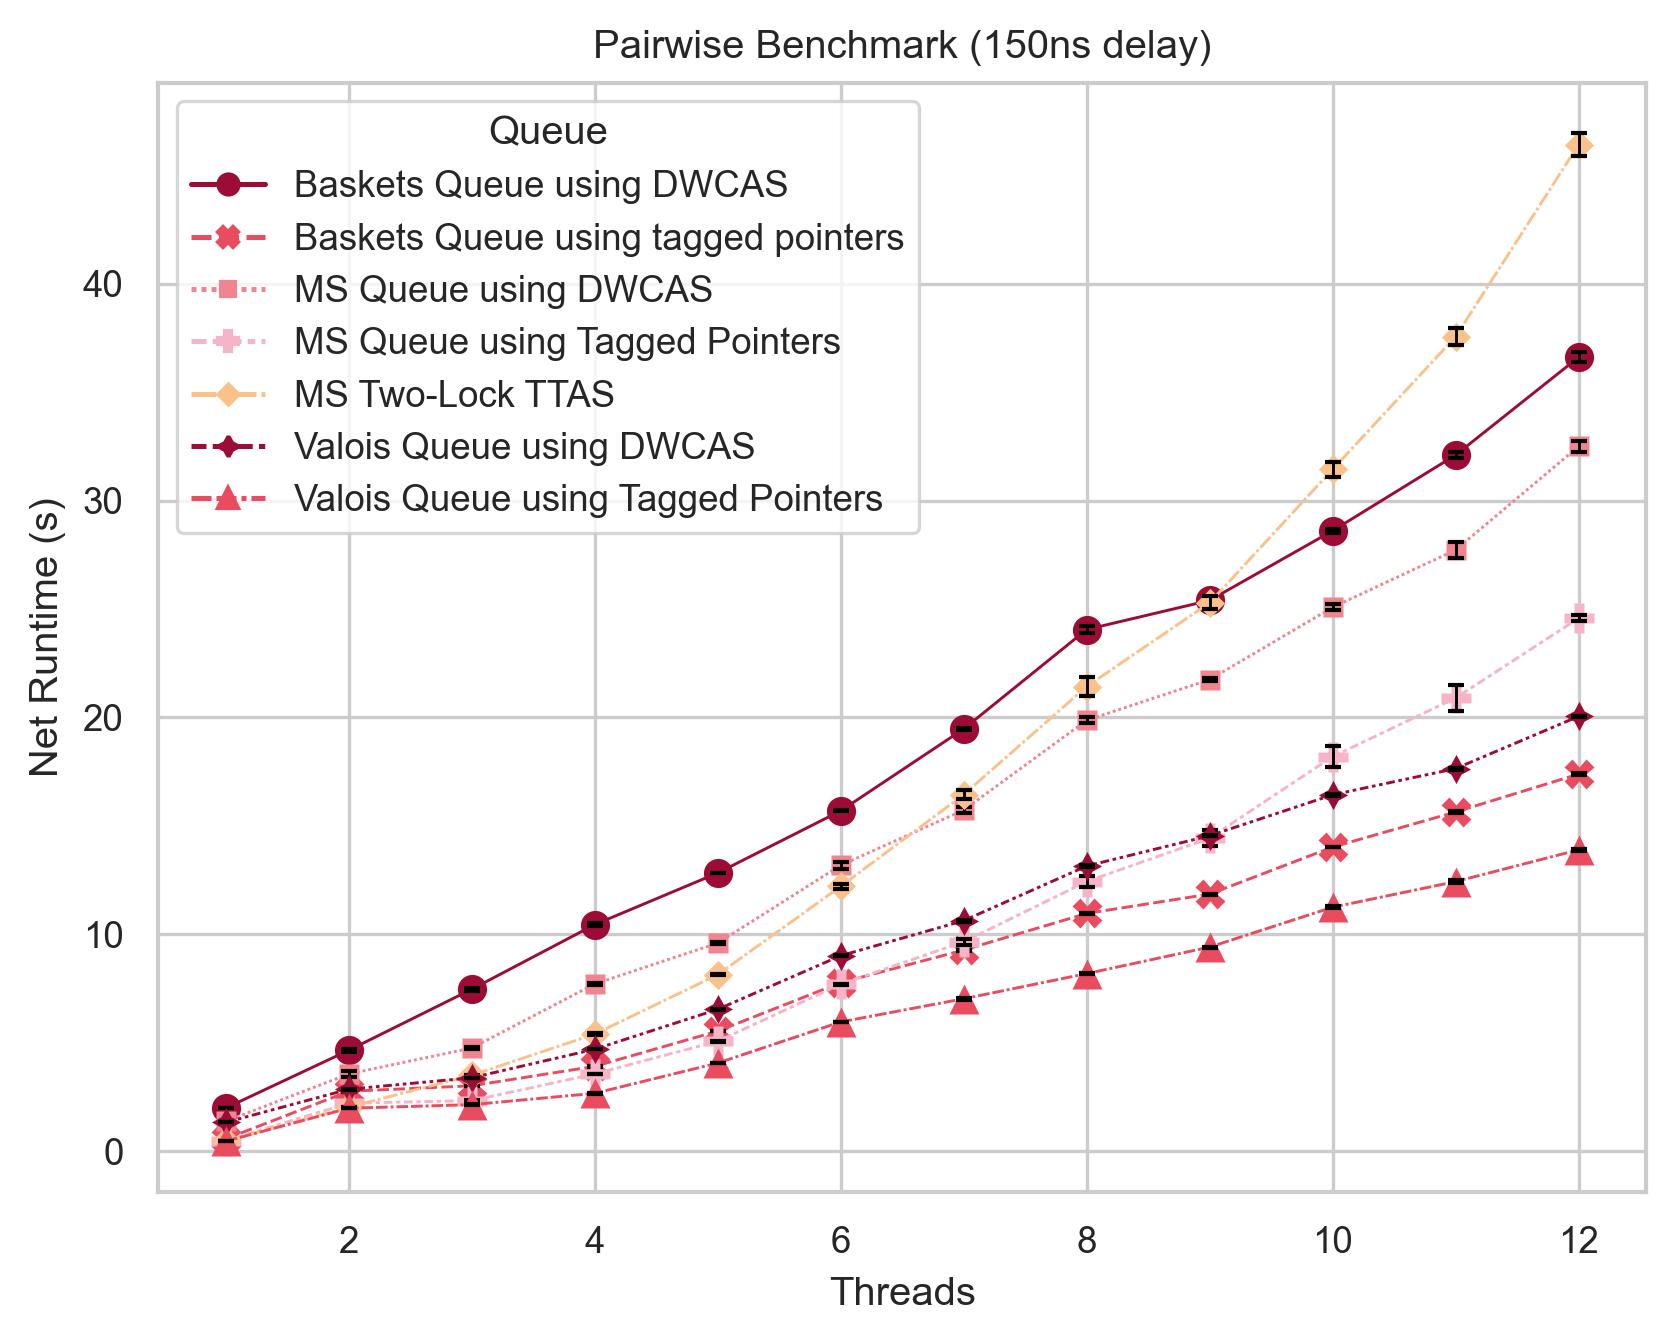 Pairwise Benchmark (150ns delay)
Queue
Baskets Queue using DWCAS
Baskets Queue using tagged pointers
MS Queue using DWCAS
MS Queue using Tagged Pointers
MS Two-Lock TTAS
Valois Queue using DWCAS
Valois Queue using Tagged Pointers
Net Runtime (s)
40
30
20
10
0
2 4 6 8 10 12
Threads